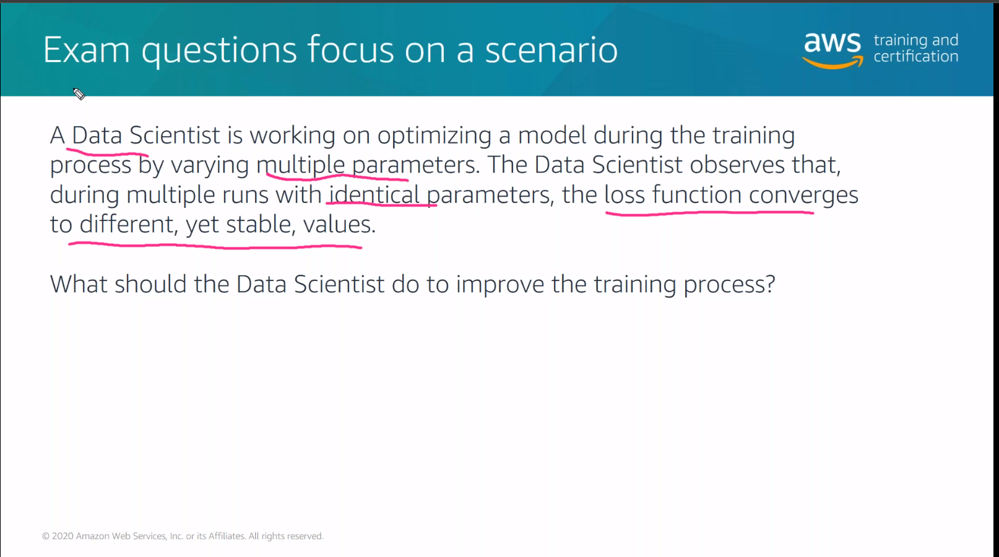 Exam questions focus on a scenario
aws training and
certification
A Data Scientist is working on optimizing a model during the training
process by varying multiple parameters. The Data Scientist observes that,
during multiple runs with identical parameters, the loss function converges
to different, yet stable, values.
What should the Data Scientist do to improve the training process?
© 2020 Amazon Web Services, Inc. or its Affiliates. All rights reserved.